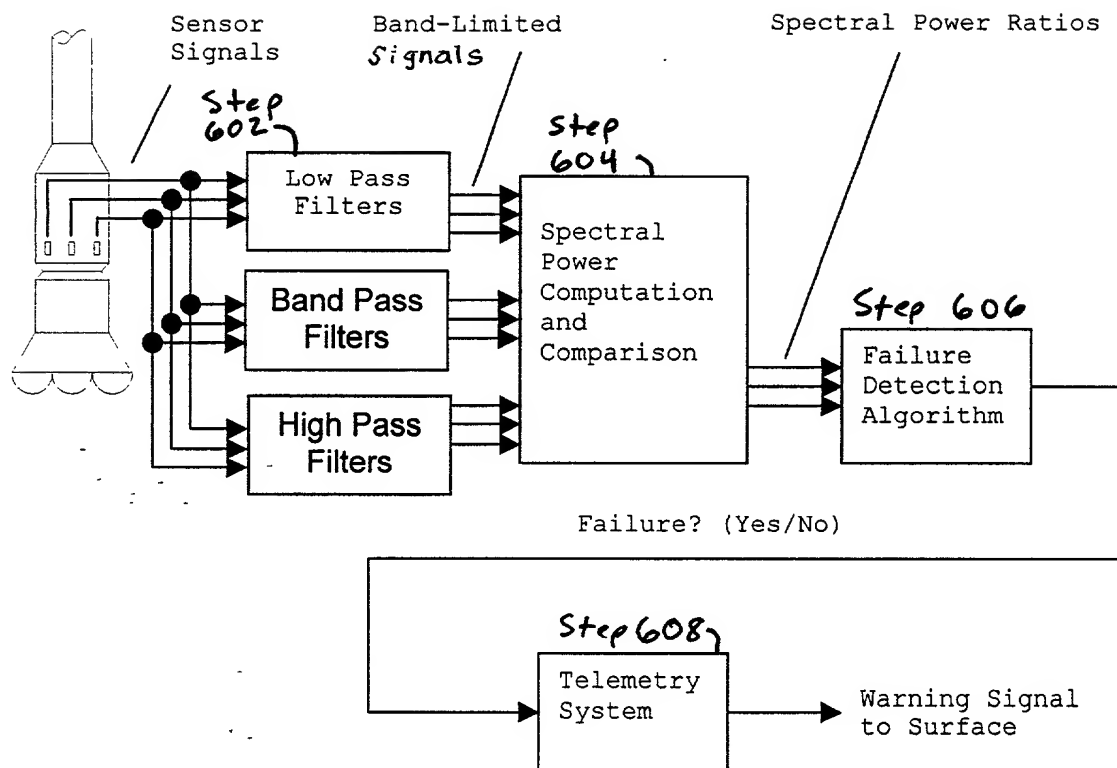 Sensor
Signals
Band-Limited
Signals
Spectral Power Ratios
Step
602
Low Pass
Filters
Step
604
Spectral
Power
Computation
and
Comparison
Band Pass
Filters
High Pass
Filters
Step 606
Failure
Detection
Algorithm
Failure? (Yes/No)
Step 608
Telemetry
System
Warning Signal
to Surface